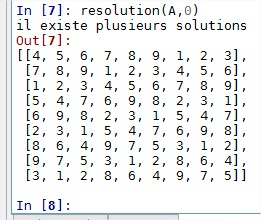 In [7]: resolution(A,0)
il existe plusieurs solutions
Out[7]:
[[4, 5, 6, 7, 8, 9, 1, 2, 3],
[7, 8, 9, 1, 2, 3, 4, 5, 6],
[1, 2, 3, 4, 5, 6, 7, 8, 9],
[5, 4, 7, 6, 9, 8, 2, 3, 1],
[6, 9, 8, 2, 3, 1, 5, 4, 7],
[2, 3, 1, 5, 4, 7, 6, 9, 8],
[8, 6, 4, 9, 7, 5, 3, 1, 2],
[9, 7, 5, 3, 1, 2, 8, 6, 4],
[3, 1, 2, 8, 6, 4, 9, 7, 5]]
In [8]: